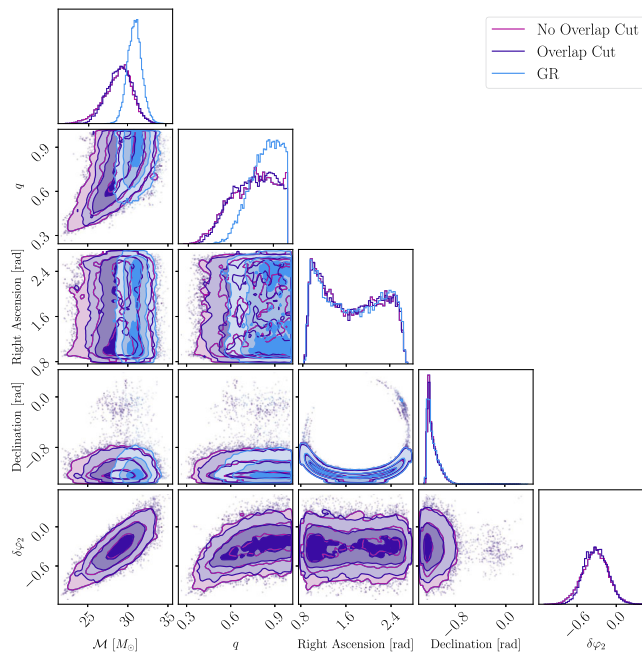 No Overlap Cut
Overlap Cut
GR
0.9
0.6
0.3
q
2.4
1.6
0.8
Right Ascension [rad]
0.0
−0.8
Declination [rad]
0.0
−0.6
δφ₂
25 30 35
0.3 0.6 0.9
0.8 1.6 2.4
−0.8 0.0
−0.6 0.0
ℳ [M⊙]
q
Right Ascension [rad]
Declination [rad]
δφ₂